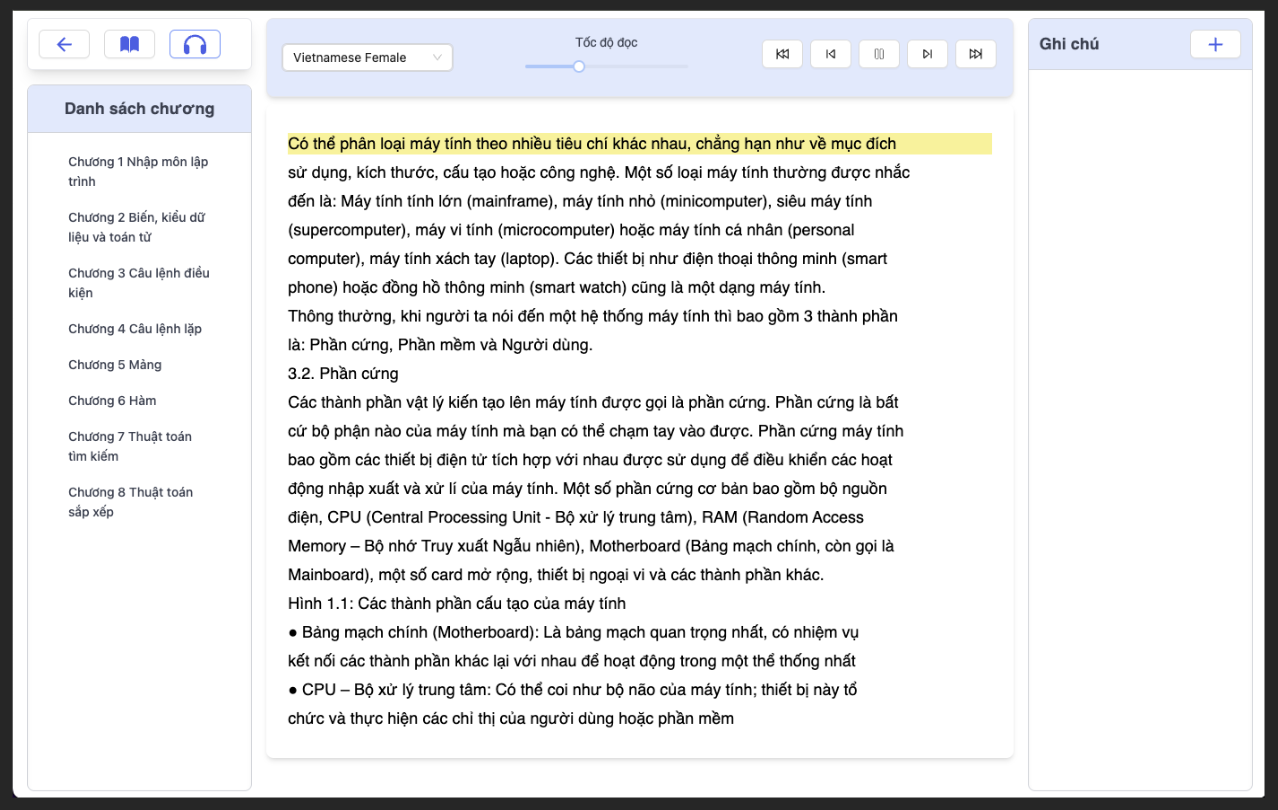 Danh sách chương
Chương 1 Nhập môn lập
trình
Chương 2 Biến, kiểu dữ
liệu và toán tử
Chương 3 Câu lệnh điều
kiện
Chương 4 Câu lệnh lặp
Chương 5 Mảng
Chương 6 Hàm
Chương 7 Thuật toán
tìm kiếm
Chương 8 Thuật toán
sắp xếp
Vietnamese Female
Tốc độ đọc
Có thể phân loại máy tính theo nhiều tiêu chí khác nhau, chẳng hạn như về mục đích
sử dụng, kích thước, cấu tạo hoặc công nghệ. Một số loại máy tính thường được nhắc
đến là: Máy tính tính lớn (mainframe), máy tính nhỏ (minicomputer), siêu máy tính
(supercomputer), máy vi tính (microcomputer) hoặc máy tính cá nhân (personal
computer), máy tính xách tay (laptop). Các thiết bị như điện thoại thông minh (smart
phone) hoặc đồng hồ thông minh (smart watch) cũng là một dạng máy tính.
Thông thường, khi người ta nói đến một hệ thống máy tính thì bao gồm 3 thành phần
là: Phần cứng, Phần mềm và Người dùng.
3.2. Phần cứng
Các thành phần vật lý kiến tạo lên máy tính được gọi là phần cứng. Phần cứng là bất
cứ bộ phận nào của máy tính mà bạn có thể chạm tay vào được. Phần cứng máy tính
bao gồm các thiết bị điện tử tích hợp với nhau được sử dụng để điều khiển các hoạt
động nhập xuất và xử lí của máy tính. Một số phần cứng cơ bản bao gồm bộ nguồn
điện, CPU (Central Processing Unit - Bộ xử lý trung tâm), RAM (Random Access
Memory – Bộ nhớ Truy xuất Ngẫu nhiên), Motherboard (Bảng mạch chính, còn gọi là
Mainboard), một số card mở rộng, thiết bị ngoại vi và các thành phần khác.
Hình 1.1: Các thành phần cấu tạo của máy tính
● Bảng mạch chính (Motherboard): Là bảng mạch quan trọng nhất, có nhiệm vụ
kết nối các thành phần khác lại với nhau để hoạt động trong một thể thống nhất
● CPU – Bộ xử lý trung tâm: Có thể coi như bộ não của máy tính; thiết bị này tổ
chức và thực hiện các chỉ thị của người dùng hoặc phần mềm
Ghi chú